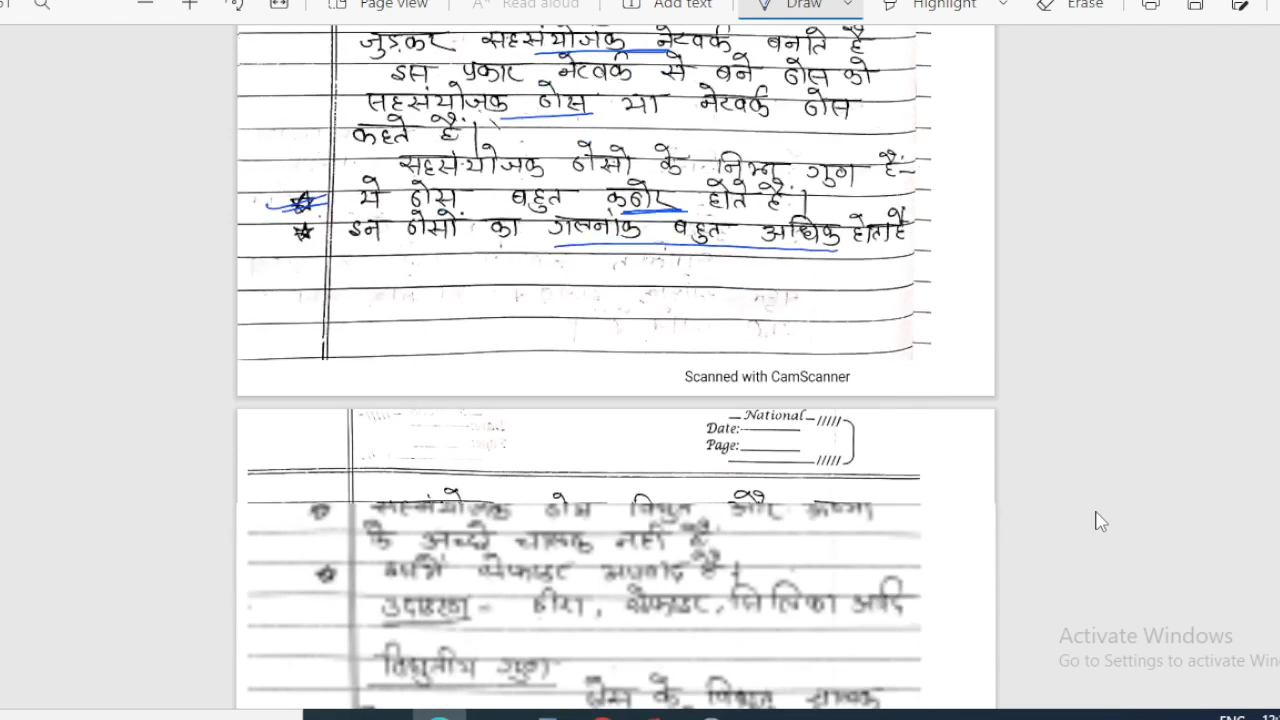 Page view
Read aloud
Add text
Draw
Highlight
Erase
जुड़कर सहसंयोजक नेटवर्क बनाते है
इस प्रकार नेटवर्क से बने ठोस को
सहसंयोजक ठोस या नेटवर्क ठोस
कहते हैं।
सहसंयोजक ठोसो के निम्न गुण हैं-
ये ठोस बहुत कठोर होते है।
इन ठोसों का गलनांक बहुत अधिक होता है
Scanned with CamScanner
National
Date:
Page:
सहसंयोजक ठोस विद्युत और ऊष्मा
के अच्छे चालक नहीं है
ग्रेफाइट अपवाद है।
उदाहरण - हीरा, ग्रेफाइट, सिलिका आदि
विद्युतीय गुण
ठोस के विद्युत चालक
Activate Windows
Go to Settings to activate Win
ENG